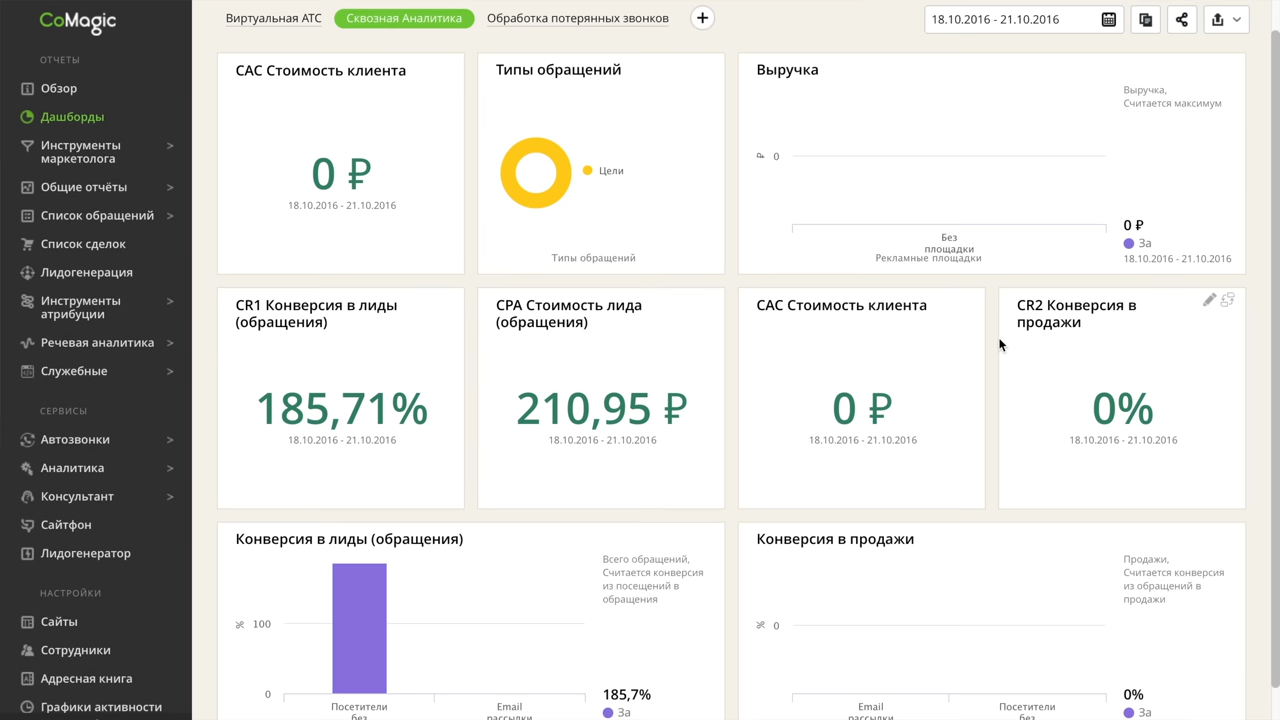 CoMagic
ОТЧЕТЫ
Обзор
Дашборды
Инструменты
маркетолога
Общие отчёты
Список обращений
Список сделок
Лидогенерация
Инструменты
атрибуции
Речевая аналитика
Служебные
СЕРВИСЫ
Автозвонки
Аналитика
Консультант
Сайтфон
Лидогенератор
НАСТРОЙКИ
Сайты
Сотрудники
Адресная книга
Графики активности
Виртуальная АТС
Сквозная Аналитика
Обработка потерянных звонков
18.10.2016 - 21.10.2016
CAC Стоимость клиента
0 ₽
18.10.2016 - 21.10.2016
Типы обращений
Цели
Типы обращений
Выручка
Выручка,
Считается максимум
₽
0
Без
площадки
Рекламные площадки
0 ₽
За
18.10.2016 - 21.10.2016
CR1 Конверсия в лиды
(обращения)
185,71%
18.10.2016 - 21.10.2016
CPA Стоимость лида
(обращения)
210,95 ₽
18.10.2016 - 21.10.2016
CAC Стоимость клиента
0 ₽
18.10.2016 - 21.10.2016
CR2 Конверсия в
продажи
0%
18.10.2016 - 21.10.2016
Конверсия в лиды (обращения)
Всего обращений,
Считается конверсия
из посещений в
обращения
%
100
0
Посетители
без
Email
рассылки
185,7%
За
Конверсия в продажи
Продажи,
Считается конверсия
из обращений в
продажи
%
0
Email
рассылки
Посетители
без
0%
За